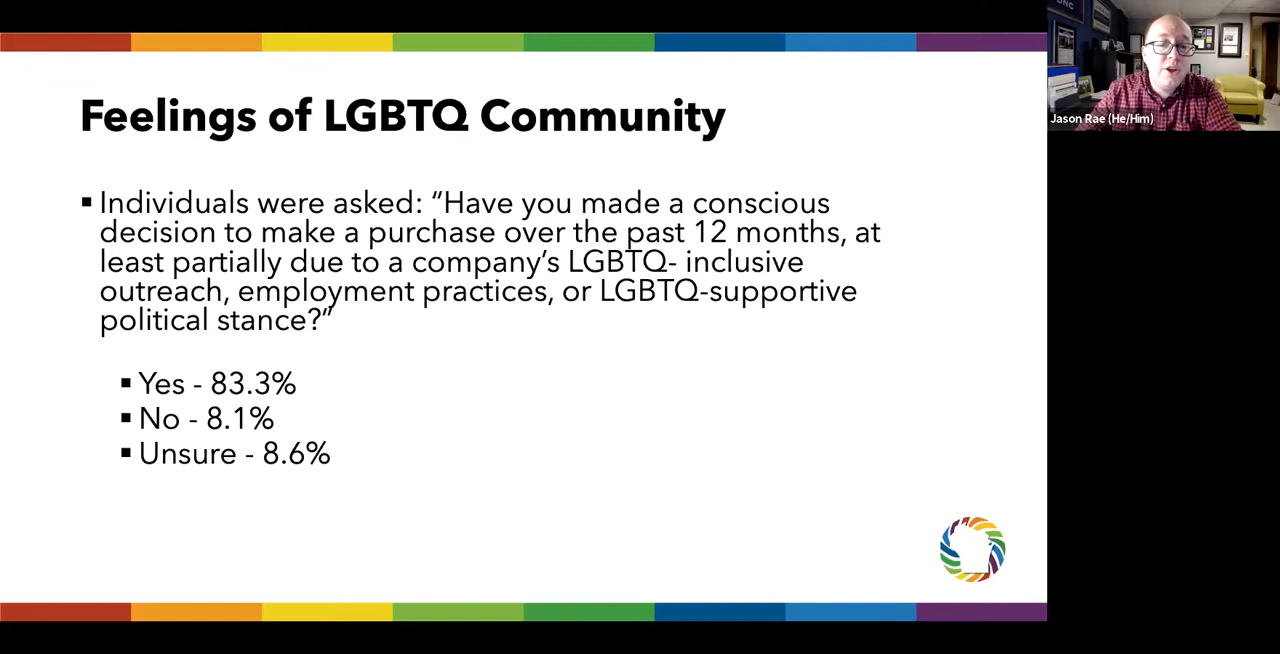 Feelings of LGBTQ Community
▪ Individuals were asked: “Have you made a conscious
decision to make a purchase over the past 12 months, at
least partially due to a company’s LGBTQ- inclusive
outreach, employment practices, or LGBTQ-supportive
political stance?”
▪ Yes - 83.3%
▪ No - 8.1%
▪ Unsure - 8.6%
Jason Rae (He/Him)